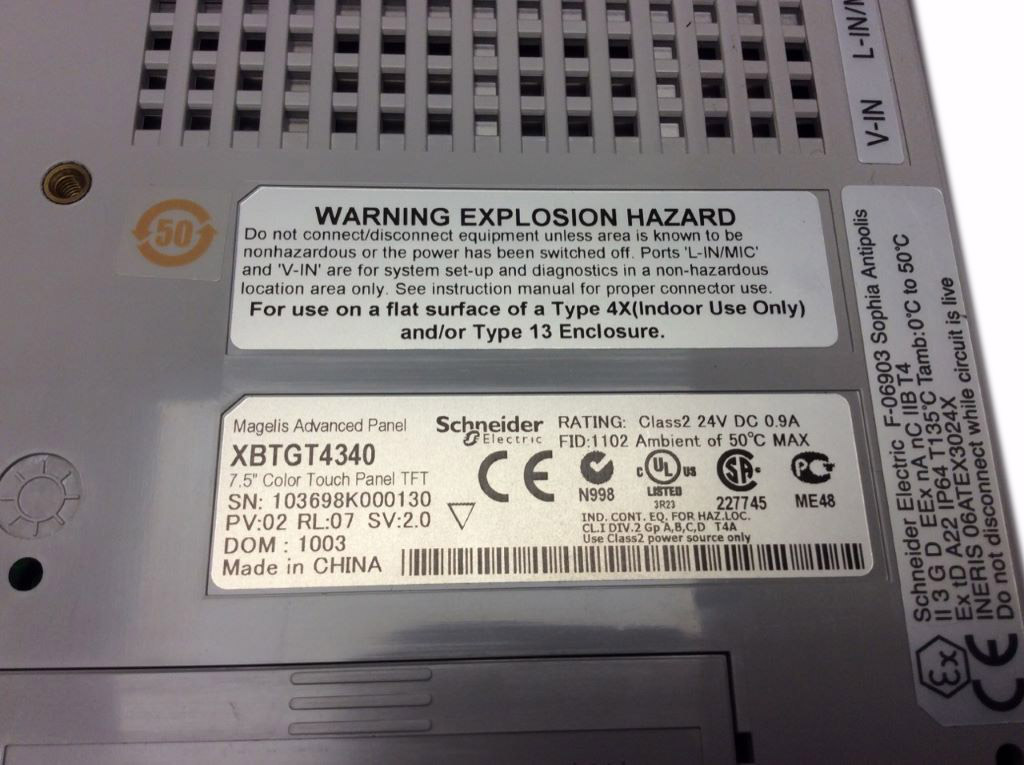 L-IN/M
V-IN
50
WARNING EXPLOSION HAZARD
Do not connect/disconnect equipment unless area is known to be
nonhazardous or the power has been switched off. Ports 'L-IN/MIC'
and 'V-IN' are for system set-up and diagnostics in a non-hazardous
location area only. See instruction manual for proper connector use.
For use on a flat surface of a Type 4X(Indoor Use Only)
and/or Type 13 Enclosure.
Magelis Advanced Panel
XBTGT4340
7.5" Color Touch Panel TFT
SN: 103698K000130
PV:02 RL:07 SV:2.0
DOM : 1003
Made in CHINA
Schneider
Electric
RATING: Class2 24V DC 0.9A
FID:1102 Ambient of 50°C MAX
CE
N998
C UL US
LISTED
3R23
SA
227745
PC
ME48
IND. CONT. EQ. FOR HAZ.LOC.
CL.I DIV.2 Gp A,B,C,D T4A
Use Class2 power source only
Schneider Electric F-06903 Sophia Antipolis
II 3 G D EEx nA nC IIB T4
Ex tD A22 IP64 T135°C Tamb:0°C to 50°C
INERIS 06ATEX3024X
Do not disconnect while circuit is live
Ex
CE